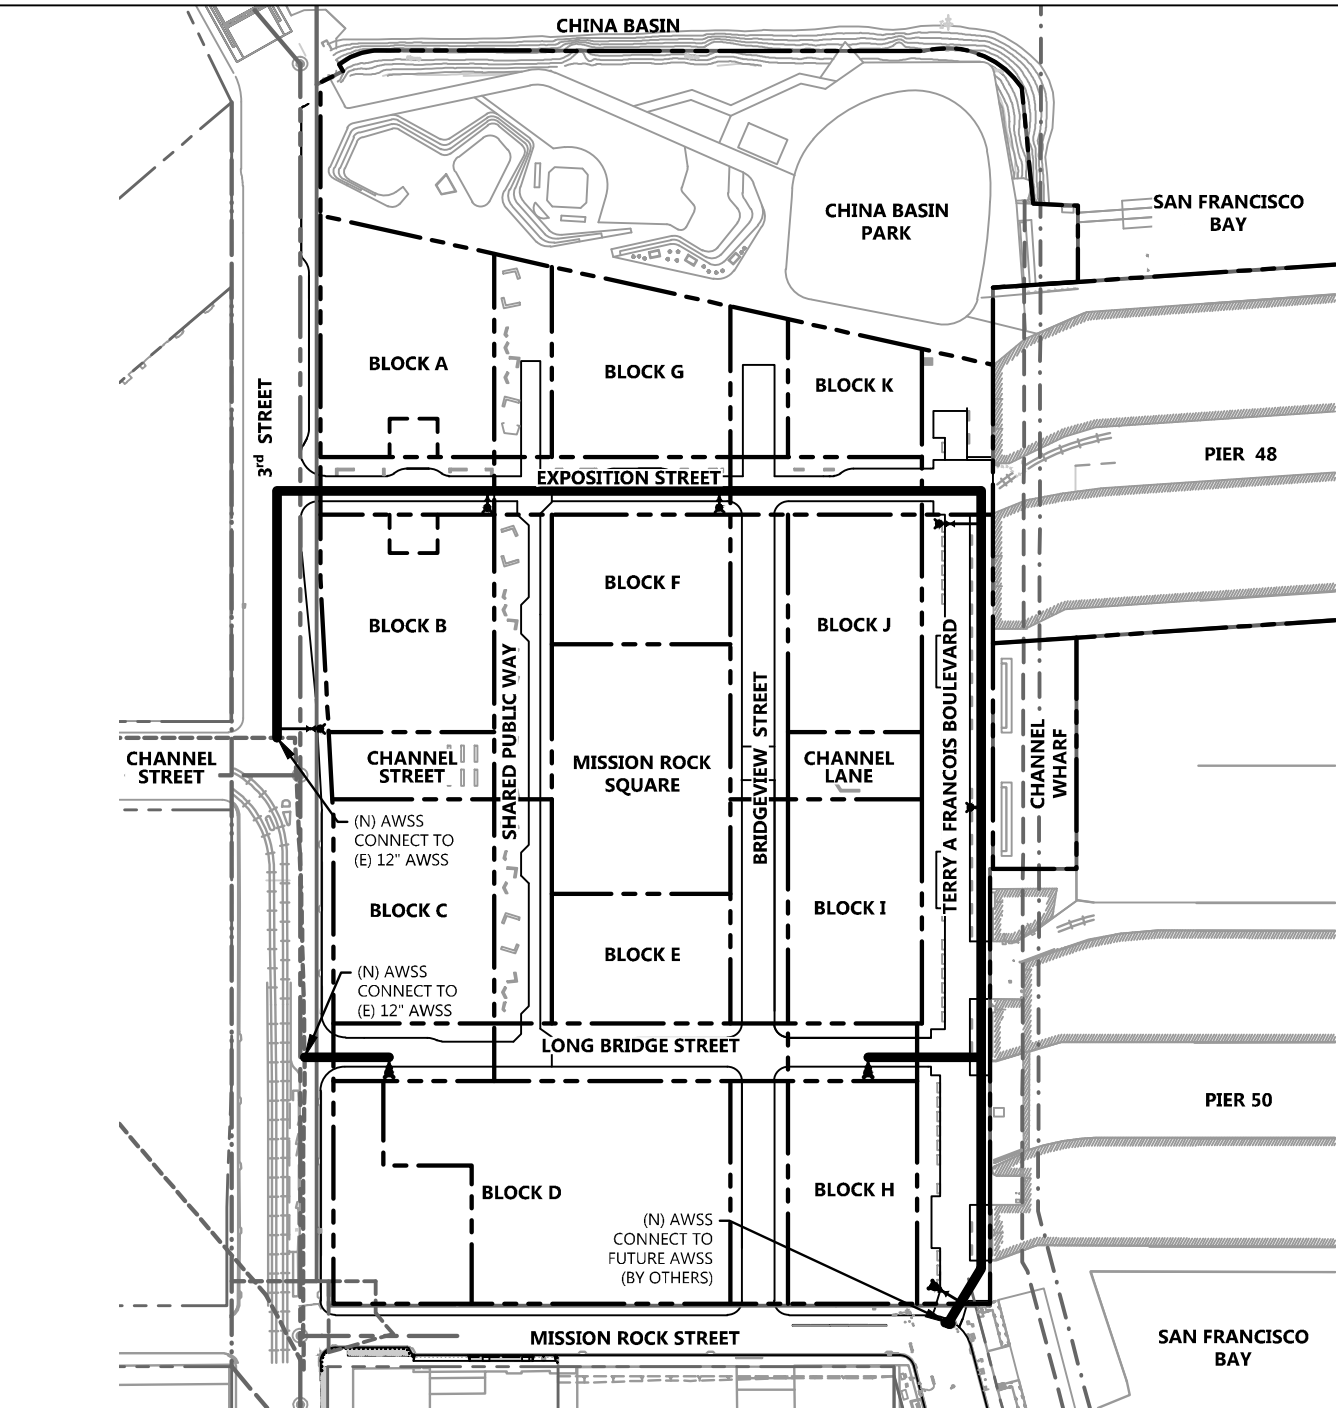 CHINA BASIN
SAN FRANCISCO
BAY
CHINA BASIN
PARK
BLOCK A
BLOCK G
BLOCK K
3rd STREET
PIER 48
EXPOSITION STREET
BLOCK F
BLOCK B
BLOCK J
SHARED PUBLIC WAY
BRIDGEVIEW STREET
TERRY A FRANCOIS BOULEVARD
CHANNEL
WHARF
CHANNEL
STREET
CHANNEL
STREET
MISSION ROCK
SQUARE
CHANNEL
LANE
(N) AWSS
CONNECT TO
(E) 12" AWSS
BLOCK C
BLOCK I
BLOCK E
(N) AWSS
CONNECT TO
(E) 12" AWSS
LONG BRIDGE STREET
PIER 50
BLOCK D
BLOCK H
(N) AWSS
CONNECT TO
FUTURE AWSS
(BY OTHERS)
MISSION ROCK STREET
SAN FRANCISCO
BAY